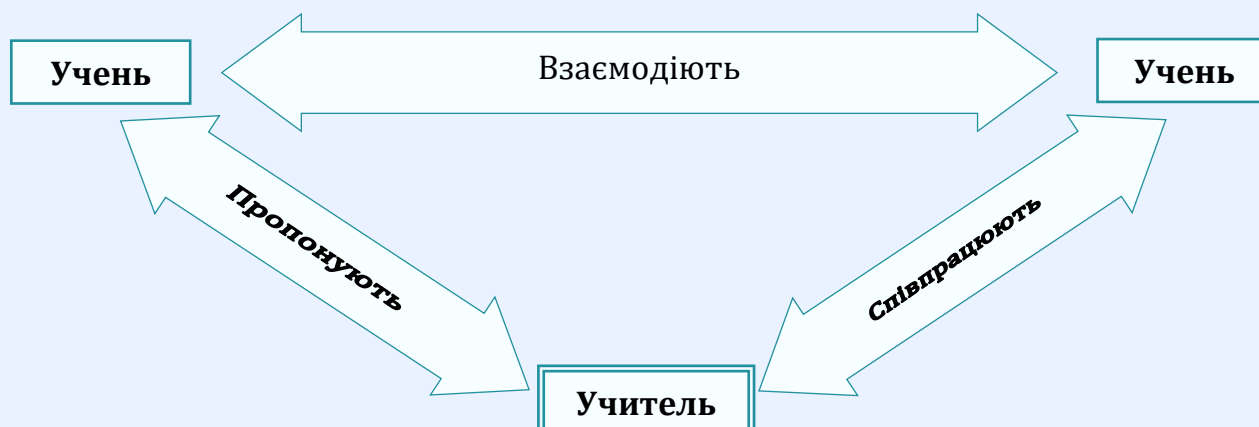 Учень
Взаємодіють
Учень
Пропонують
Співпрацюють
Учитель